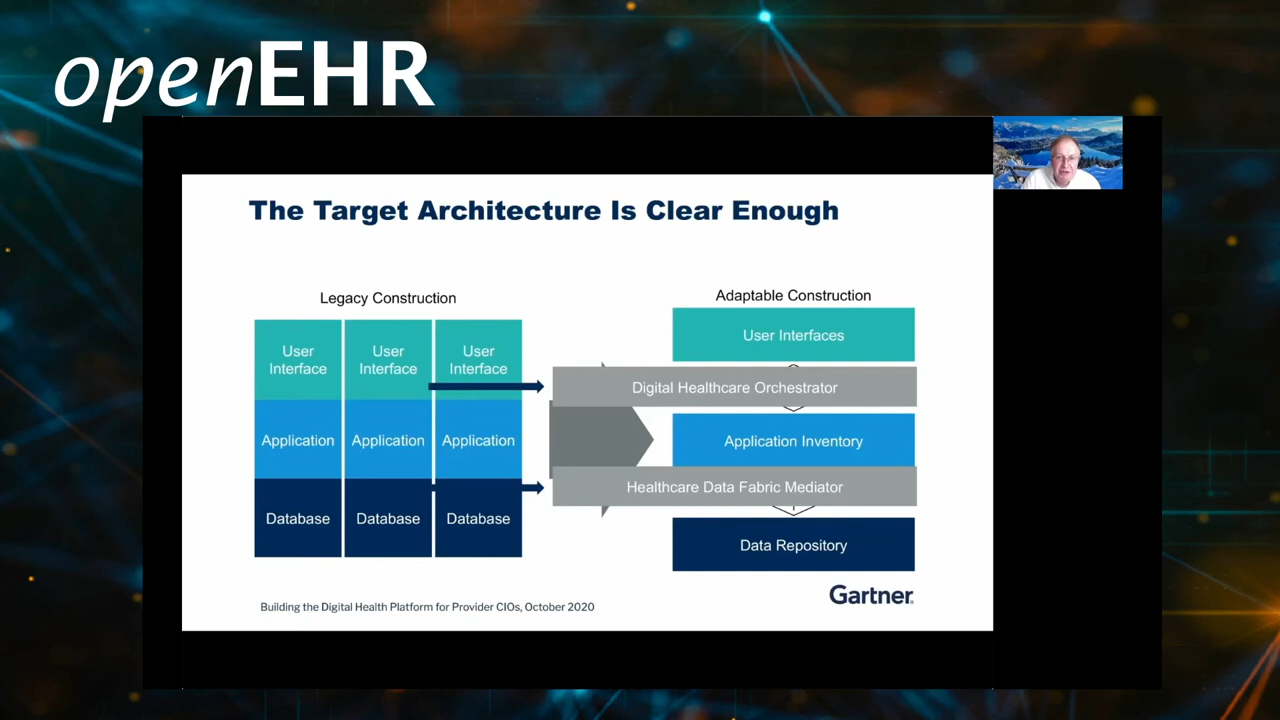 openEHR
The Target Architecture Is Clear Enough
Legacy Construction
Adaptable Construction
User
Interface
User
Interface
User
Interface
Application
Application
Application
Database
Database
Database
User Interfaces
Digital Healthcare Orchestrator
Application Inventory
Healthcare Data Fabric Mediator
Data Repository
Building the Digital Health Platform for Provider CIOs, October 2020
Gartner